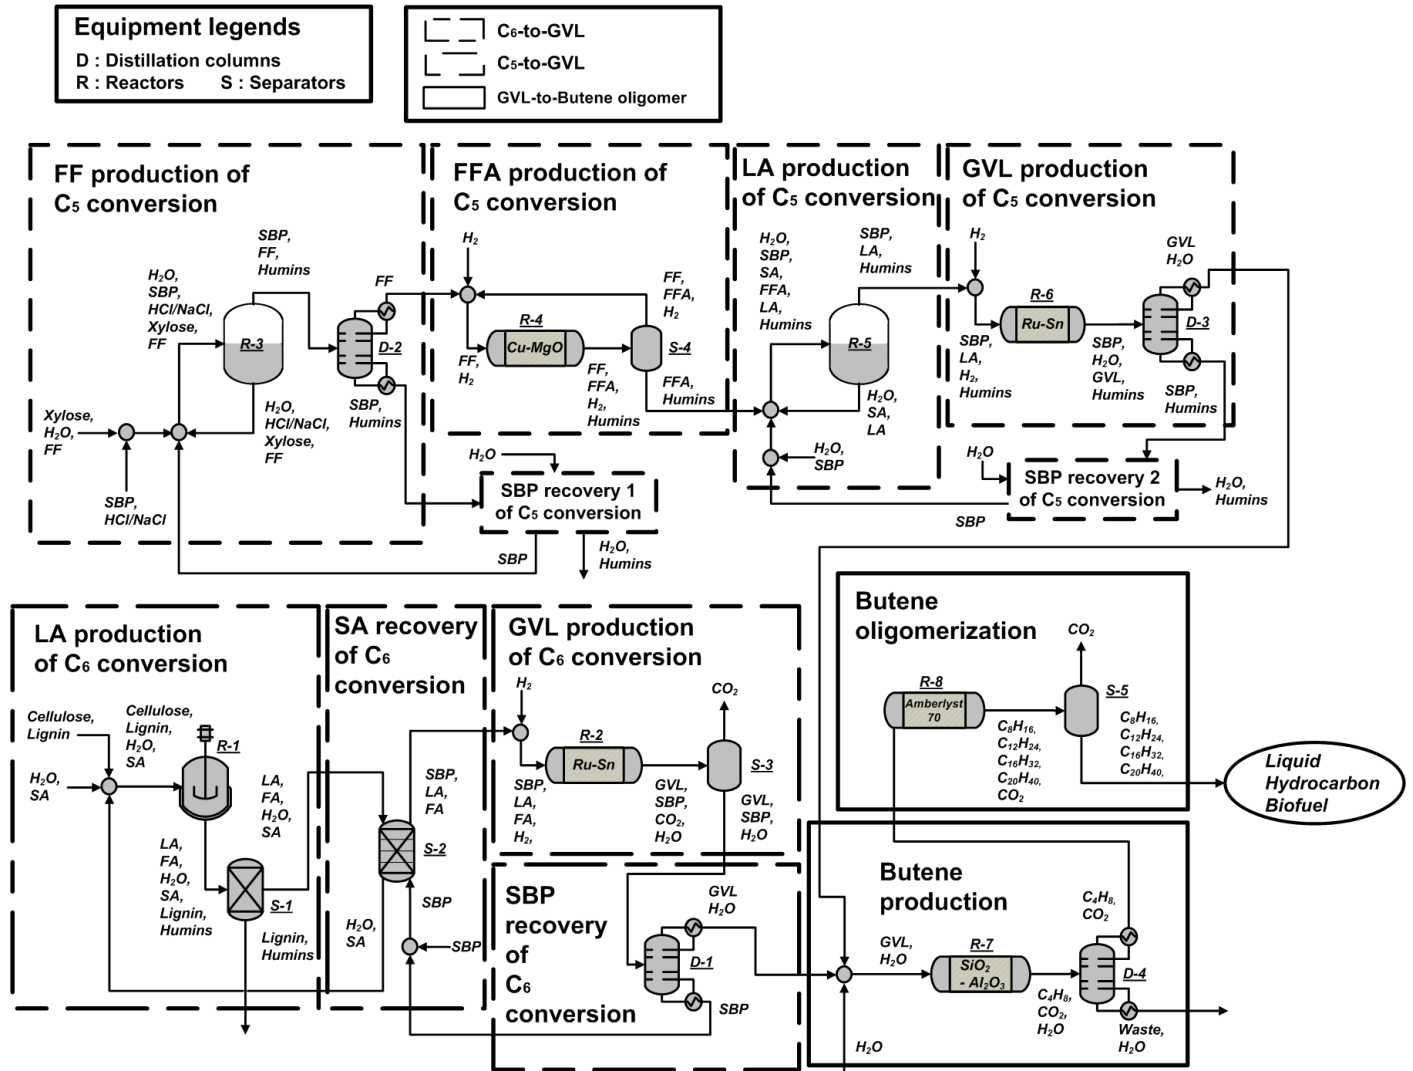 Equipment legends
D : Distillation columns
R : Reactors S : Separators
C₆-to-GVL
C₅-to-GVL
GVL-to-Butene oligomer
FF production of
C₅ conversion
SBP,
FF,
Humins
H₂O,
SBP,
HCl/NaCl,
Xylose,
FF
R-3
FF
D-2
SBP,
Humins
H₂O,
HCl/NaCl,
Xylose,
FF
Xylose,
H₂O,
FF
SBP,
HCl/NaCl
FFA production of
C₅ conversion
H₂
R-4
Cu-MgO
FF,
H₂
FF,
FFA,
H₂
S-4
FF,
FFA,
H₂,
Humins
FFA,
Humins
H₂O
SBP recovery 1
of C₅ conversion
SBP
H₂O,
Humins
LA production
of C₅ conversion
H₂O,
SBP,
SA,
FFA,
LA,
Humins
SBP,
LA,
Humins
R-5
H₂O,
SA,
LA
H₂O,
SBP
GVL production
of C₅ conversion
H₂
GVL
H₂O
R-6
Ru-Sn
D-3
SBP,
LA,
H₂,
Humins
SBP,
H₂O,
GVL,
Humins
SBP,
Humins
H₂O
SBP recovery 2
of C₅ conversion
H₂O,
Humins
SBP
LA production
of C₆ conversion
Cellulose,
Lignin
Cellulose,
Lignin,
H₂O,
SA
R-1
H₂O,
SA
LA,
FA,
H₂O,
SA
LA,
FA,
H₂O,
SA,
Lignin,
Humins
S-1
Lignin,
Humins
SA recovery
of C₆
conversion
SBP,
LA,
FA
S-2
SBP
H₂O,
SA
SBP
GVL production
of C₆ conversion
H₂
CO₂
R-2
Ru-Sn
S-3
SBP,
LA,
FA,
H₂,
GVL,
SBP,
CO₂,
H₂O
GVL,
SBP,
H₂O
SBP
recovery
of
C₆
conversion
GVL
H₂O
D-1
SBP
Butene
oligomerization
CO₂
R-8
Amberlyst
70
S-5
C₈H₁₆,
C₁₂H₂₄,
C₁₆H₃₂,
C₂₀H₄₀,
CO₂
C₈H₁₆,
C₁₂H₂₄,
C₁₆H₃₂,
C₂₀H₄₀,
Liquid
Hydrocarbon
Biofuel
Butene
production
C₄H₈,
CO₂
GVL,
H₂O
R-7
SiO₂
- Al₂O₃
D-4
C₄H₈,
CO₂,
H₂O
Waste,
H₂O
H₂O